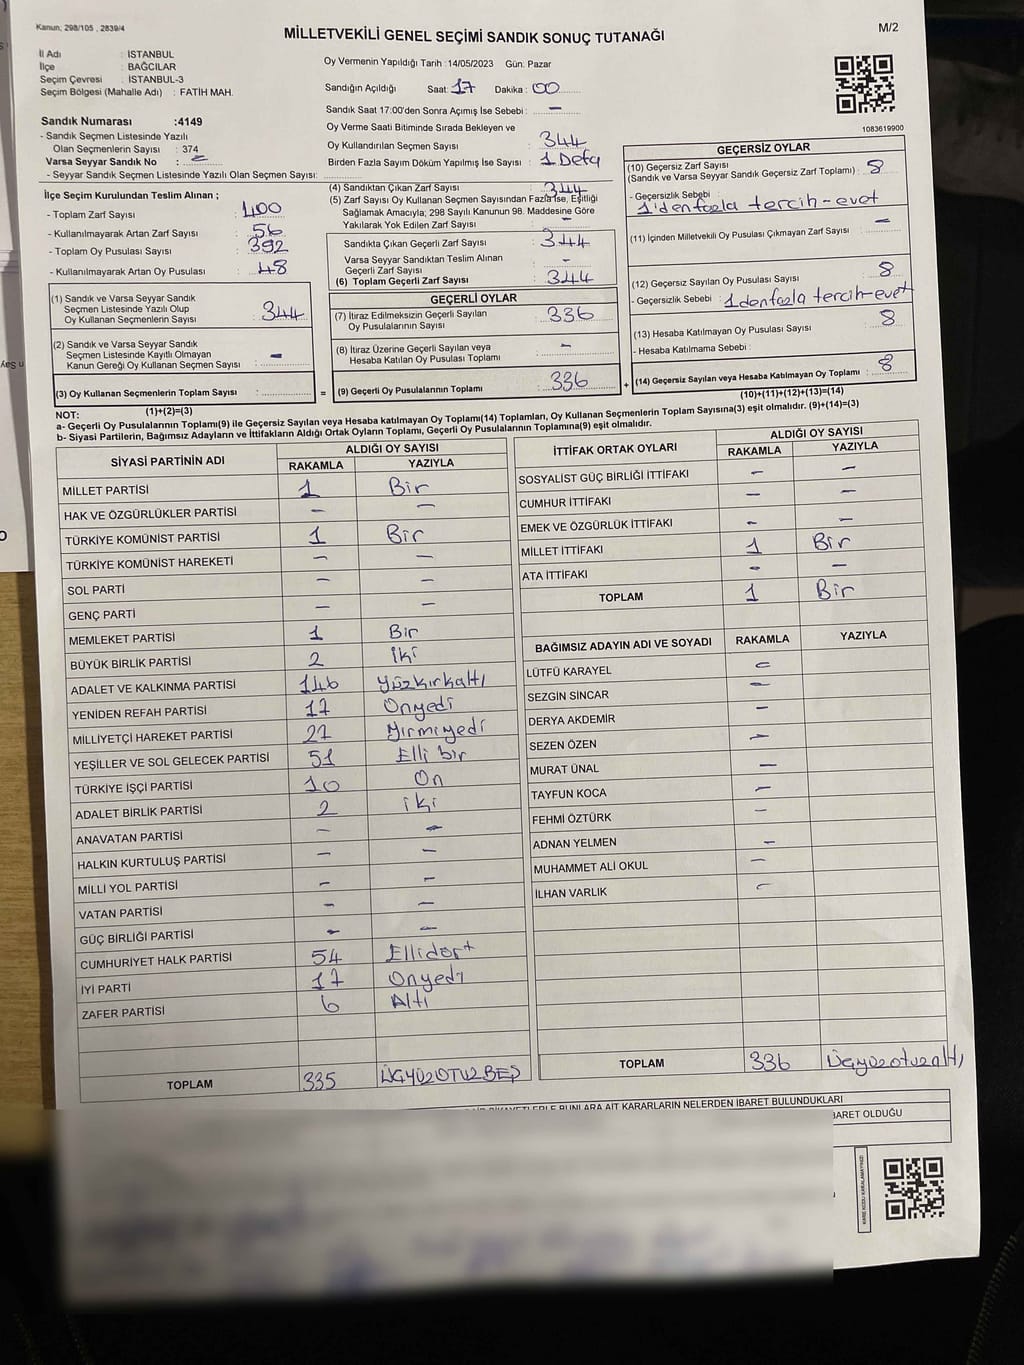 Kanun; 298/105 , 2839/4
M/2
MİLLETVEKİLİ GENEL SEÇİMİ SANDIK SONUÇ TUTANAĞI
İl Adı : İSTANBUL
İlçe : BAĞCILAR
Seçim Çevresi : İSTANBUL-3
Seçim Bölgesi (Mahalle Adı) : FATİH MAH.
Sandık Numarası :4149
- Sandık Seçmen Listesinde Yazılı
Olan Seçmenlerin Sayısı : 374
Varsa Seyyar Sandık No : -
- Seyyar Sandık Seçmen Listesinde Yazılı Olan Seçmen Sayısı:
Oy Vermenin Yapıldığı Tarih :14/05/2023 Gün: Pazar
Sandığın Açıldığı Saat: 17 Dakika: 00
Sandık Saat 17:00'den Sonra Açımış İse Sebebi : -
Oy Verme Saati Bitiminde Sırada Bekleyen ve
Oy Kullandırılan Seçmen Sayısı : 344
Birden Fazla Sayım Döküm Yapılmış İse Sayısı : 1 Defa
1083619900
İlçe Seçim Kurulundan Teslim Alınan ;
- Toplam Zarf Sayısı : 400
- Kullanılmayarak Artan Zarf Sayısı : 56
- Toplam Oy Pusulası Sayısı : 392
- Kullanılmayarak Artan Oy Pusulası : 48
(1) Sandık ve Varsa Seyyar Sandık
Seçmen Listesinde Yazılı Olup
Oy Kullanan Seçmenlerin Sayısı : 344
(2) Sandık ve Varsa Seyyar Sandık
Seçmen Listesinde Kayıtlı Olmayan
Kanun Gereği Oy Kullanan Seçmen Sayısı : -
(3) Oy Kullanan Seçmenlerin Toplam Sayısı :
(1)+(2)=(3)
(4) Sandıktan Çıkan Zarf Sayısı : 344
(5) Zarf Sayısı Oy Kullanan Seçmen Sayısından Fazla İse, Eşitliği
Sağlamak Amacıyla; 298 Sayılı Kanunun 98. Maddesine Göre
Yakılarak Yok Edilen Zarf Sayısı : -
Sandıkta Çıkan Geçerli Zarf Sayısı : 344
Varsa Seyyar Sandıktan Teslim Alınan
Geçerli Zarf Sayısı : -
(6) Toplam Geçerli Zarf Sayısı : 344
GEÇERLİ OYLAR
(7) İtiraz Edilmeksizin Geçerli Sayılan
Oy Pusulalarının Sayısı : 336
(8) İtiraz Üzerine Geçerli Sayılan veya
Hesaba Katılan Oy Pusulası Toplamı : -
= (9) Geçerli Oy Pusulalarının Toplamı : 336 +
GEÇERSİZ OYLAR
(10) Geçersiz Zarf Sayısı
(Sandık ve Varsa Seyyar Sandık Geçersiz Zarf Toplamı) : 8
- Geçersizlik Sebebi :
1'den fazla tercih-evet
(11) İçinden Milletvekili Oy Pusulası Çıkmayan Zarf Sayısı : -
(12) Geçersiz Sayılan Oy Pusulası Sayısı : 8
- Geçersizlik Sebebi : 1 den fazla tercih-evet
(13) Hesaba Katılmayan Oy Pusulası Sayısı : 8
- Hesaba Katılmama Sebebi :
(14) Geçersiz Sayılan veya Hesaba Katılmayan Oy Toplamı : 8
(10)+(11)+(12)+(13)=(14)
NOT:
a- Geçerli Oy Pusulalarının Toplamı(9) ile Geçersiz Sayılan veya Hesaba katılmayan Oy Toplamı(14) Toplamları, Oy Kullanan Seçmenlerin Toplam Sayısına(3) eşit olmalıdır. (9)+(14)=(3)
b- Siyasi Partilerin, Bağımsız Adayların ve İttifakların Aldığı Ortak Oyların Toplamı, Geçerli Oy Pusulalarının Toplamına(9) eşit olmalıdır.
SİYASİ PARTİNİN ADI ALDIĞI OY SAYISI
RAKAMLA YAZIYLA
MİLLET PARTİSİ 1 Bir
HAK VE ÖZGÜRLÜKLER PARTİSİ - -
TÜRKİYE KOMÜNİST PARTİSİ 1 Bir
TÜRKİYE KOMÜNİST HAREKETİ - -
SOL PARTİ - -
GENÇ PARTİ - -
MEMLEKET PARTİSİ 1 Bir
BÜYÜK BİRLİK PARTİSİ 2 iki
ADALET VE KALKINMA PARTİSİ 146 Yüzkırkaltı
YENİDEN REFAH PARTİSİ 17 Onyedi
MİLLİYETÇİ HAREKET PARTİSİ 27 Yirmiyedi
YEŞİLLER VE SOL GELECEK PARTİSİ 51 Elli bir
TÜRKİYE İŞÇİ PARTİSİ 10 On
ADALET BİRLİK PARTİSİ 2 iki
ANAVATAN PARTİSİ - -
HALKIN KURTULUŞ PARTİSİ - -
MİLLİ YOL PARTİSİ - -
VATAN PARTİSİ - -
GÜÇ BİRLİĞİ PARTİSİ - -
CUMHURİYET HALK PARTİSİ 54 Ellidört
İYİ PARTİ 17 Onyedi
ZAFER PARTİSİ 6 Altı
TOPLAM 335 ÜÇYÜZOTUZBEŞ
İTTİFAK ORTAK OYLARI ALDIĞI OY SAYISI
RAKAMLA YAZIYLA
SOSYALİST GÜÇ BİRLİĞİ İTTİFAKI - -
CUMHUR İTTİFAKI - -
EMEK VE ÖZGÜRLÜK İTTİFAKI - -
MİLLET İTTİFAKI 1 Bir
ATA İTTİFAKI - -
TOPLAM 1 Bir
BAĞIMSIZ ADAYIN ADI VE SOYADI RAKAMLA YAZIYLA
LÜTFÜ KARAYEL -
SEZGİN SİNCAR -
DERYA AKDEMİR -
SEZEN ÖZEN -
MURAT ÜNAL -
TAYFUN KOCA -
FEHMİ ÖZTÜRK -
ADNAN YELMEN -
MUHAMMET ALİ OKUL -
İLHAN VARLIK -
TOPLAM 336 Üçyüzotuzaltı
BUNLARA AİT KARARLARIN NELERDEN İBARET BULUNDUKLARI
İBARET OLDUĞU